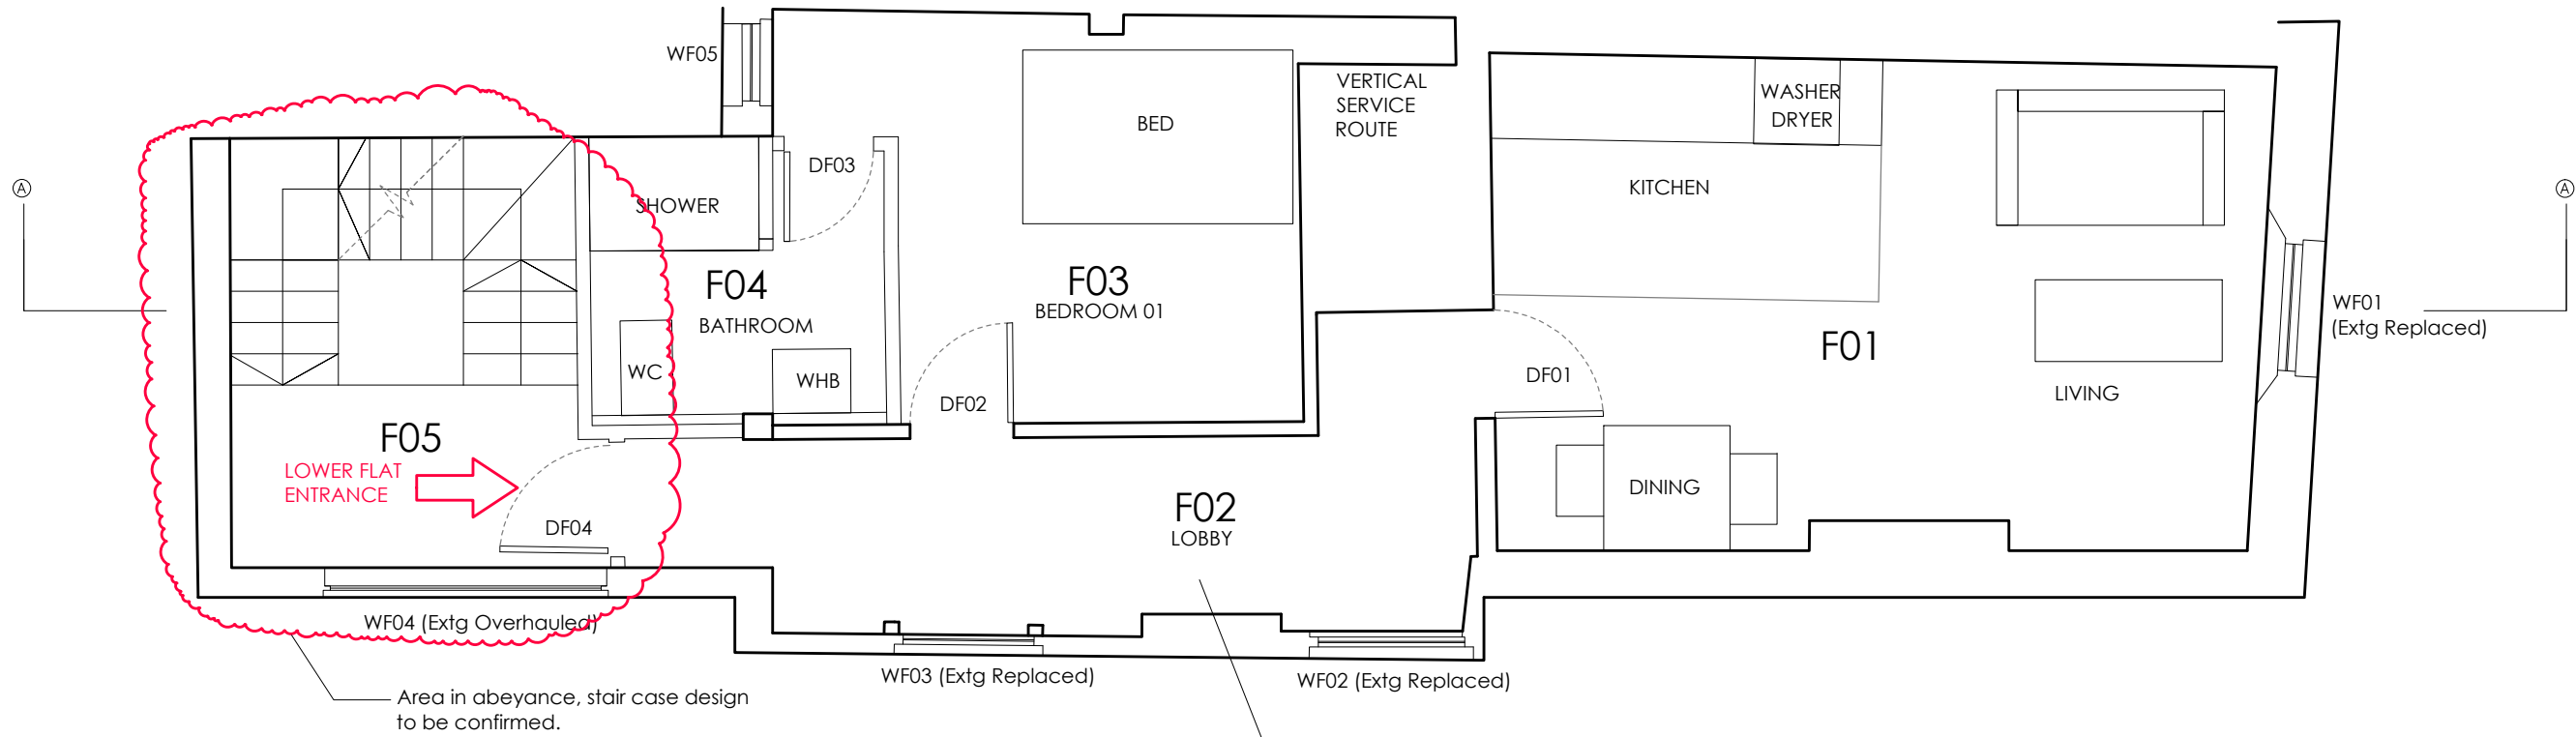 WF05
VERTICAL
SERVICE
ROUTE
BED
WASHER
DRYER
DF03
KITCHEN
A
A
SHOWER
F04
BATHROOM
F03
BEDROOM 01
WF01
(Extg Replaced)
F01
WC
WHB
DF02
DF01
LIVING
F05
LOWER FLAT
ENTRANCE
DINING
DF04
F02
LOBBY
WF04 (Extg Overhauled)
WF03 (Extg Replaced)
WF02 (Extg Replaced)
Area in abeyance, stair case design
to be confirmed.